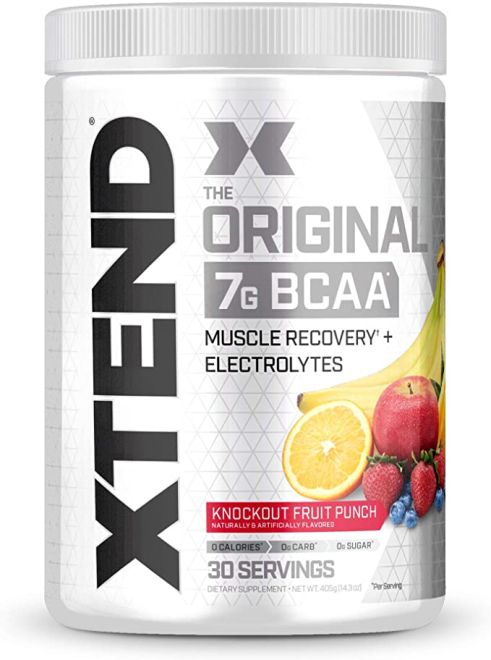 XTEND®
X
THE
ORIGINAL
7G BCAA*
MUSCLE RECOVERY† +
ELECTROLYTES
KNOCKOUT FRUIT PUNCH
NATURALLY & ARTIFICIALLY FLAVORED
0 CALORIES* 0G CARB* 0G SUGAR*
30 SERVINGS
*Per Serving
DIETARY SUPPLEMENT • NET WT. 405g (14.3oz)